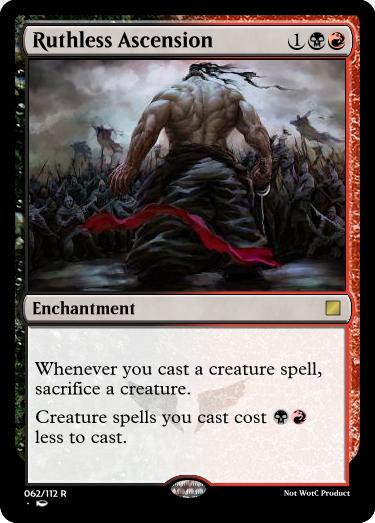 Ruthless Ascension 1
Enchantment
Whenever you cast a creature spell,
sacrifice a creature.
Creature spells you cast cost
less to cast.
062/112 R
Not WotC Product